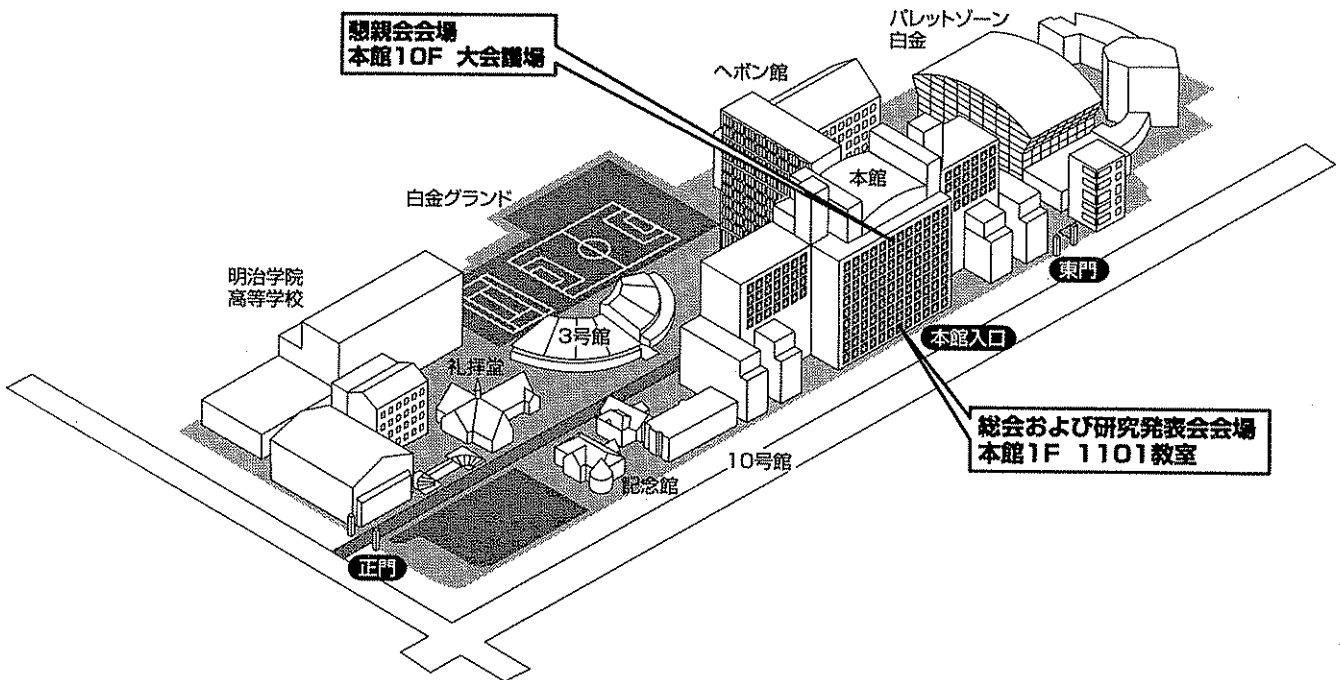 懇親会会場
本館10F 大会議場
パレットゾーン
白金
ヘボン館
本館
白金グランド
明治学院
高等学校
3号館
礼拝堂
東門
本館入口
総会および研究発表会会場
本館1F 1101教室
10号館
記念館
正門